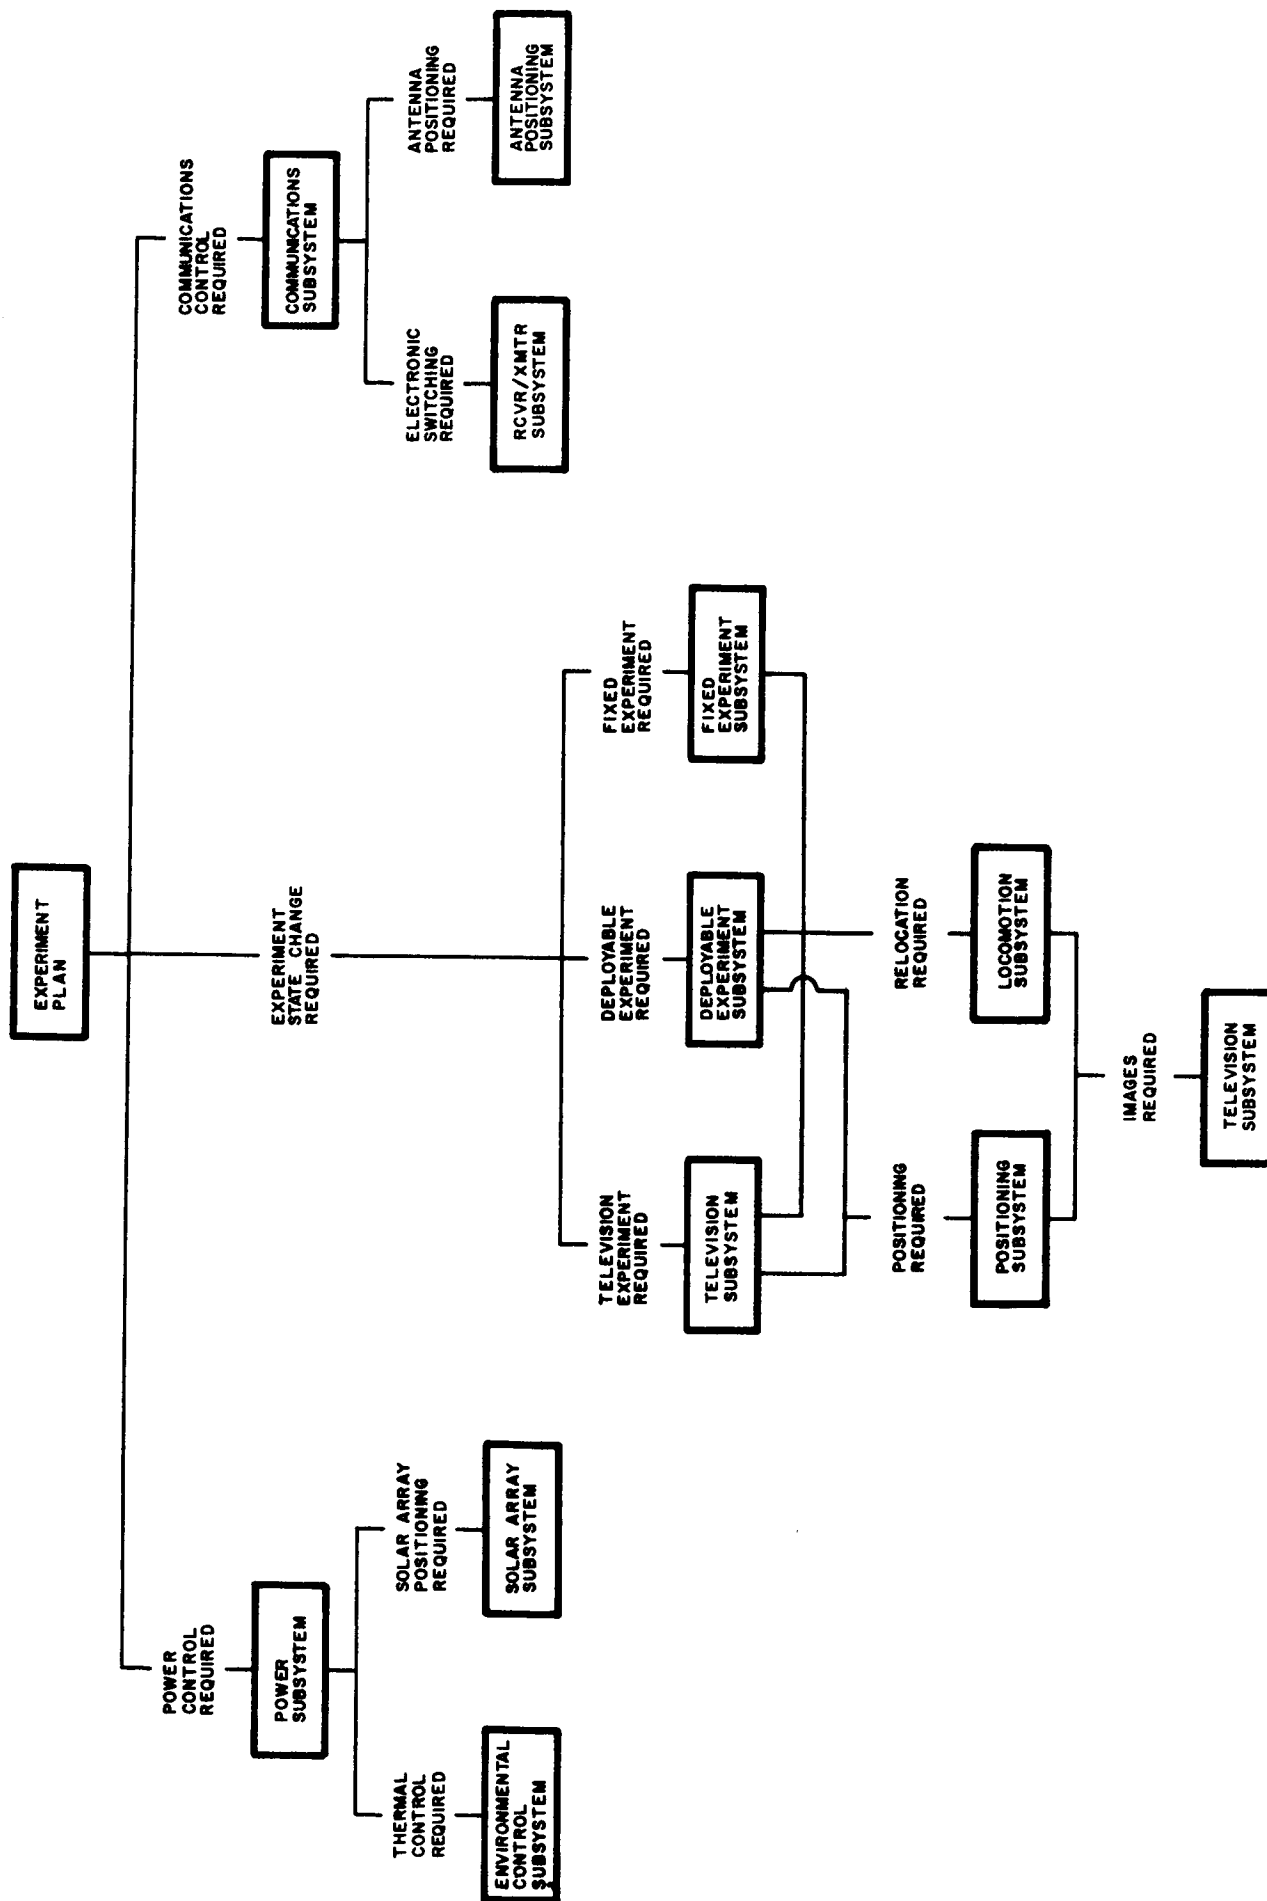 EXPERIMENT
PLAN
POWER
CONTROL
REQUIRED
EXPERIMENT
STATE CHANGE
REQUIRED
COMMUNICATIONS
CONTROL
REQUIRED
POWER
SUBSYSTEM
COMMUNICATIONS
SUBSYSTEM
THERMAL
CONTROL
REQUIRED
SOLAR ARRAY
POSITIONING
REQUIRED
ELECTRONIC
SWITCHING
REQUIRED
ANTENNA
POSITIONING
REQUIRED
ENVIRONMENTAL
CONTROL
SUBSYSTEM
SOLAR ARRAY
SUBSYSTEM
RCVR/XMTR
SUBSYSTEM
ANTENNA
POSITIONING
SUBSYSTEM
TELEVISION
EXPERIMENT
REQUIRED
DEPLOYABLE
EXPERIMENT
REQUIRED
FIXED
EXPERIMENT
REQUIRED
TELEVISION
SUBSYSTEM
DEPLOYABLE
EXPERIMENT
SUBSYSTEM
FIXED
EXPERIMENT
SUBSYSTEM
POSITIONING
REQUIRED
RELOCATION
REQUIRED
POSITIONING
SUBSYSTEM
LOCOMOTION
SUBSYSTEM
IMAGES
REQUIRED
TELEVISION
SUBSYSTEM